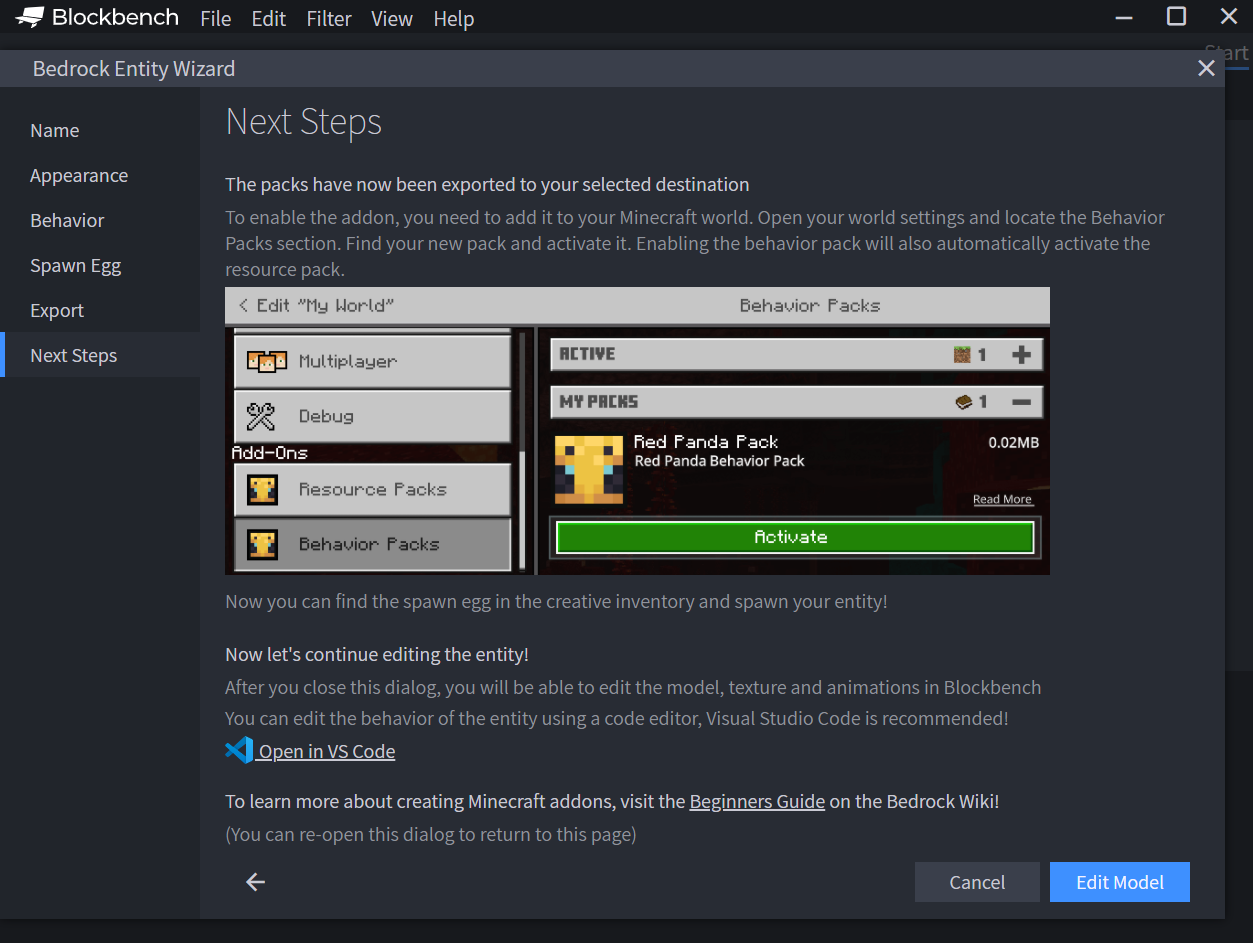 Blockbench File Edit Filter View Help
Start
Bedrock Entity Wizard
Name
Appearance
Behavior
Spawn Egg
Export
Next Steps
Next Steps
The packs have now been exported to your selected destination
To enable the addon, you need to add it to your Minecraft world. Open your world settings and locate the Behavior
Packs section. Find your new pack and activate it. Enabling the behavior pack will also automatically activate the
resource pack.
< Edit "My World"
Behavior Packs
Multiplayer
Debug
Add-Ons
Resource Packs
Behavior Packs
ACTIVE 1
MY PACKS 1
Red Panda Pack 0.02MB
Red Panda Behavior Pack
Read More
Activate
Now you can find the spawn egg in the creative inventory and spawn your entity!
Now let's continue editing the entity!
After you close this dialog, you will be able to edit the model, texture and animations in Blockbench
You can edit the behavior of the entity using a code editor, Visual Studio Code is recommended!
Open in VS Code
To learn more about creating Minecraft addons, visit the Beginners Guide on the Bedrock Wiki!
(You can re-open this dialog to return to this page)
Cancel
Edit Model